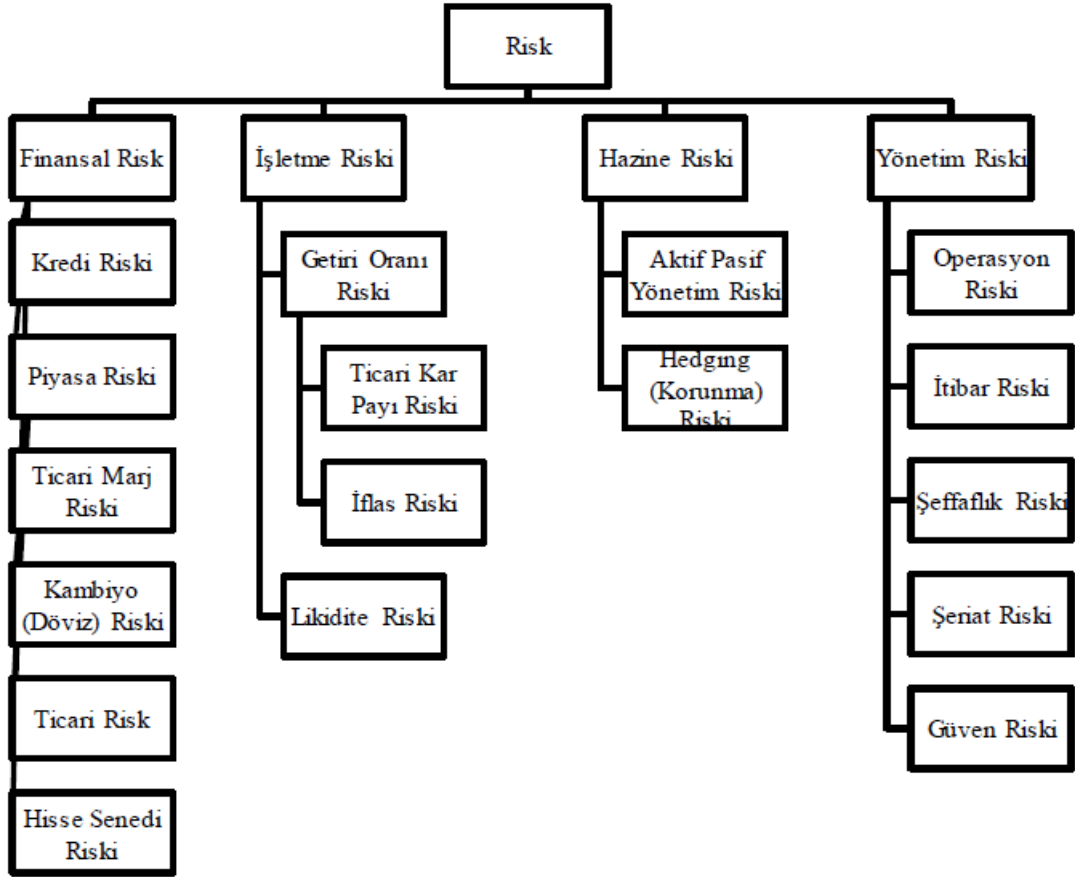 Risk
Finansal Risk
Kredi Riski
Piyasa Riski
Ticari Marj
Riski
Kambiyo
(Döviz) Riski
Ticari Risk
Hisse Senedi
Riski
İşletme Riski
Getiri Oranı
Riski
Ticari Kar
Payı Riski
İflas Riski
Likidite Riski
Hazine Riski
Aktif Pasif
Yönetim Riski
Hedging
(Korunma)
Riski
Yönetim Riski
Operasyon
Riski
İtibar Riski
Şeffaflık Riski
Şeriat Riski
Güven Riski